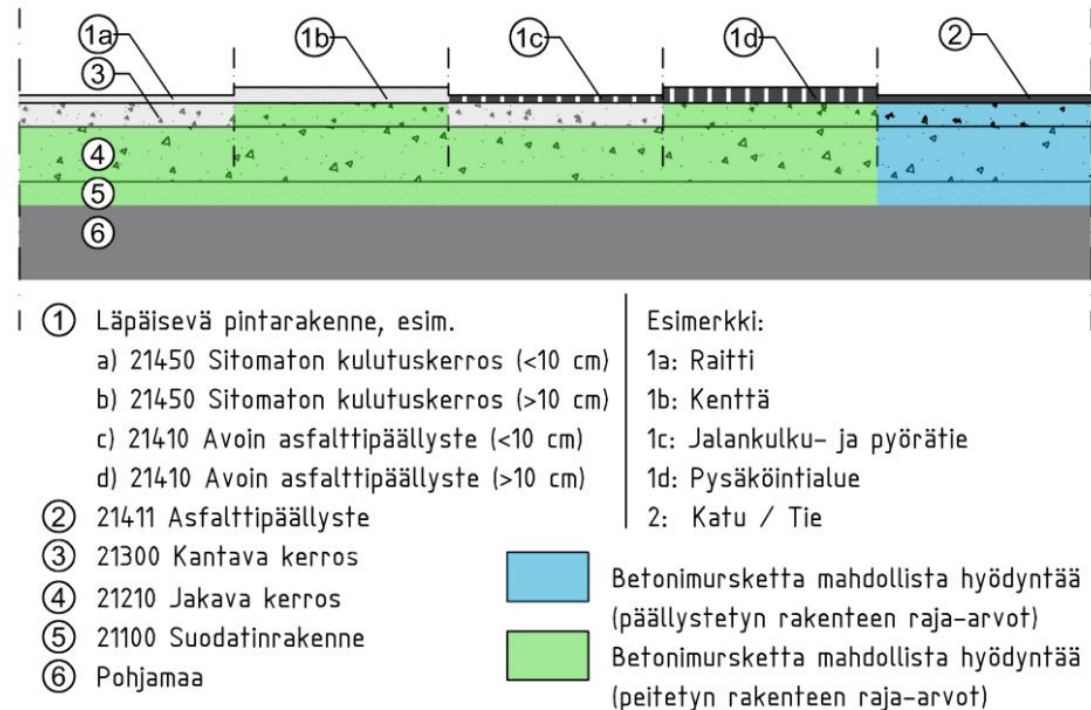 1a
1b
1c
1d
2
3
4
5
6
1 Läpäisevä pintarakenne, esim.
a) 21450 Sitomaton kulutuskerros (<10 cm)
b) 21450 Sitomaton kulutuskerros (>10 cm)
c) 21410 Avoin asfalttipäällyste (<10 cm)
d) 21410 Avoin asfalttipäällyste (>10 cm)
2 21411 Asfalttipäällyste
3 21300 Kantava kerros
4 21210 Jakava kerros
5 21100 Suodatinrakenne
6 Pohjamaa
Esimerkki:
1a: Raitti
1b: Kenttä
1c: Jalankulku- ja pyörätie
1d: Pysäköintialue
2: Katu / Tie
Betonimursketta mahdollista hyödyntää
(päällystetyn rakenteen raja-arvot)
Betonimursketta mahdollista hyödyntää
(peitetyn rakenteen raja-arvot)